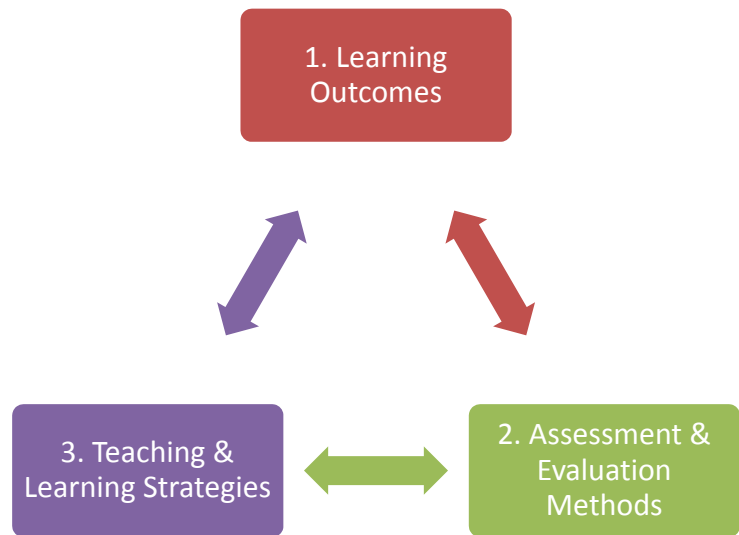 1. Learning
Outcomes
3. Teaching &
Learning Strategies
2. Assessment &
Evaluation
Methods